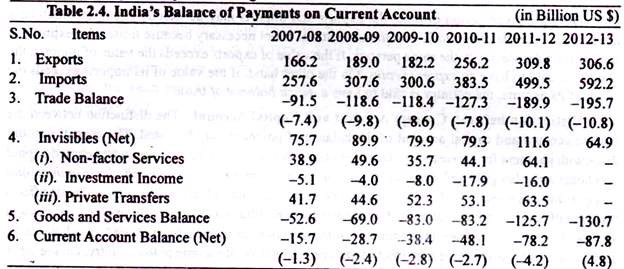 Table 2.4. India's Balance of Payments on Current Account (in Billion US $)
S.No. Items 2007-08 2008-09 2009-10 2010-11 2011-12 2012-13
1. Exports 166.2 189.0 182.2 256.2 309.8 306.6
2. Imports 257.6 307.6 300.6 383.5 499.5 592.2
3. Trade Balance −91.5 −118.6 −118.4 −127.3 −189.9 −195.7
(−7.4) (−9.8) (−8.6) (−7.8) (−10.1) (−10.8)
4. Invisibles (Net) 75.7 89.9 79.9 79.3 111.6 64.9
(i). Non-factor Services 38.9 49.6 35.7 44.1 64.1 –
(ii). Investment Income −5.1 −4.0 −8.0 −17.9 −16.0 –
(iii). Private Transfers 41.7 44.6 52.3 53.1 63.5 –
5. Goods and Services Balance −52.6 −69.0 −83.0 −83.2 −125.7 −130.7
6. Current Account Balance (Net) −15.7 −28.7 −38.4 −48.1 −78.2 −87.8
(−1.3) (−2.4) (−2.8) (−2.7) (−4.2) (4.8)